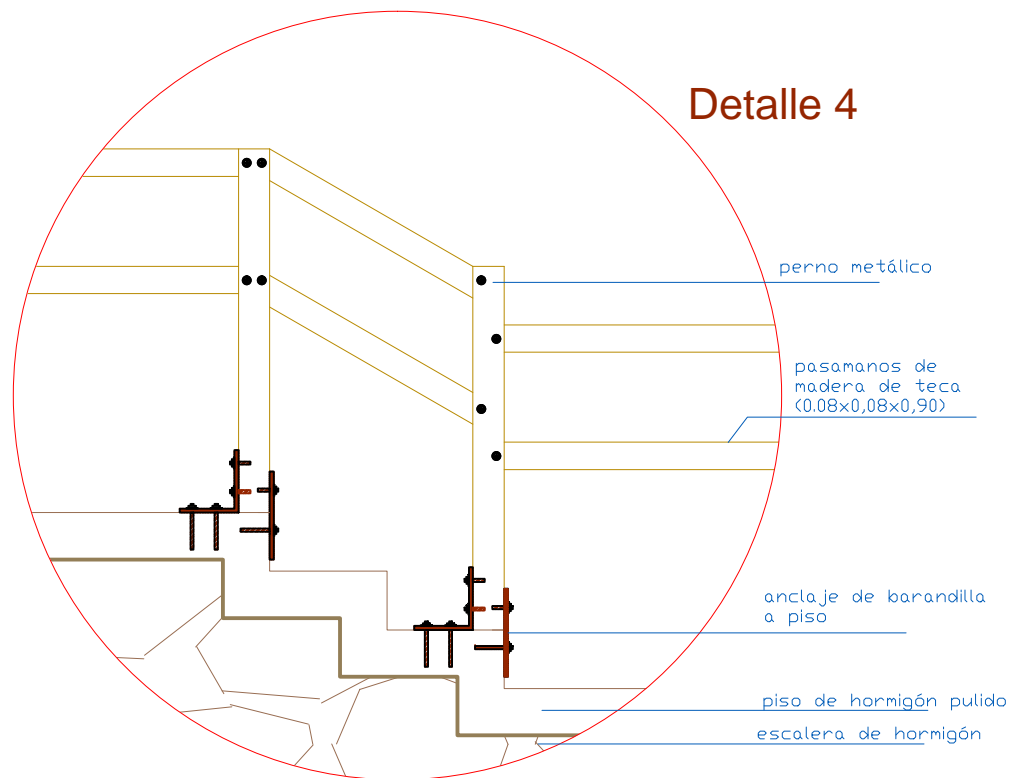 Detalle 4
perno metálico
pasamanos de
madera de teca
(0.08x0,08x0,90)
anclaje de barandilla
a piso
piso de hormigón pulido
escalera de hormigón